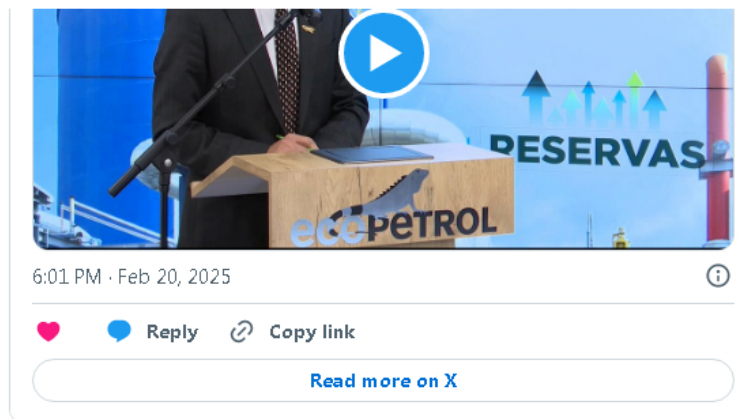 RESERVAS
ecoPETROL
6:01 PM · Feb 20, 2025
Reply
Copy link
Read more on X